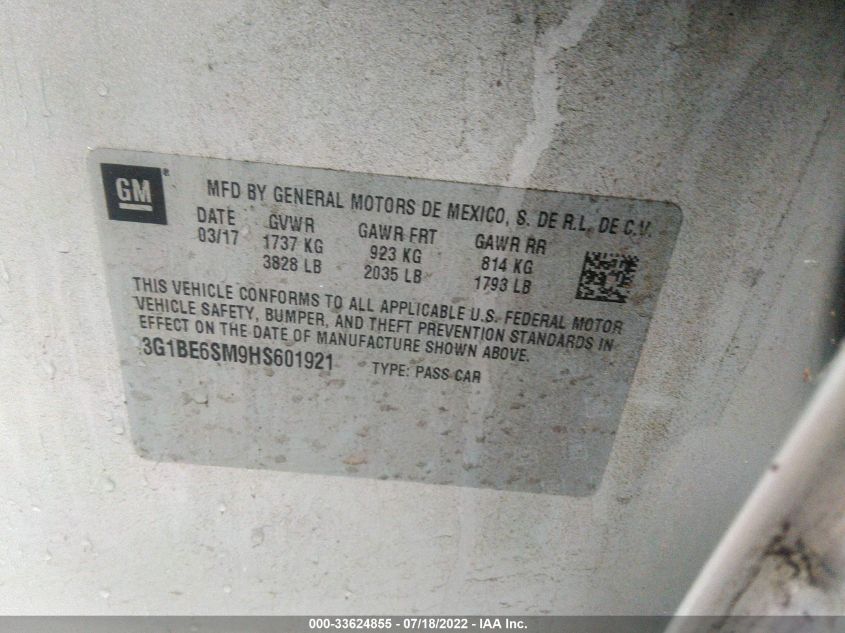 GM ®
MFD BY GENERAL MOTORS DE MEXICO, S. DE R.L. DE C.V.
DATE GVWR GAWR FRT GAWR RR
03/17 1737 KG 923 KG 814 KG
3828 LB 2035 LB 1793 LB
THIS VEHICLE CONFORMS TO ALL APPLICABLE U.S. FEDERAL MOTOR
VEHICLE SAFETY, BUMPER, AND THEFT PREVENTION STANDARDS IN
EFFECT ON THE DATE OF MANUFACTURE SHOWN ABOVE.
3G1BE6SM9HS601921 TYPE: PASS CAR
000-33624855 - 07/18/2022 - IAA Inc.